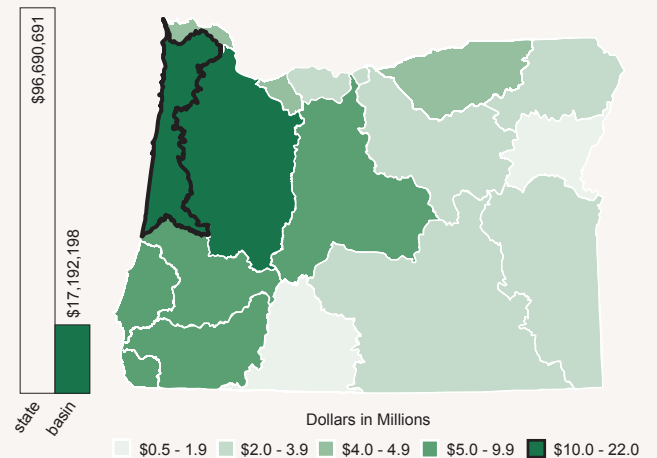 $96,690,691
$17,192,198
state
basin
Dollars in Millions
$0.5 - 1.9
$2.0 - 3.9
$4.0 - 4.9
$5.0 - 9.9
$10.0 - 22.0